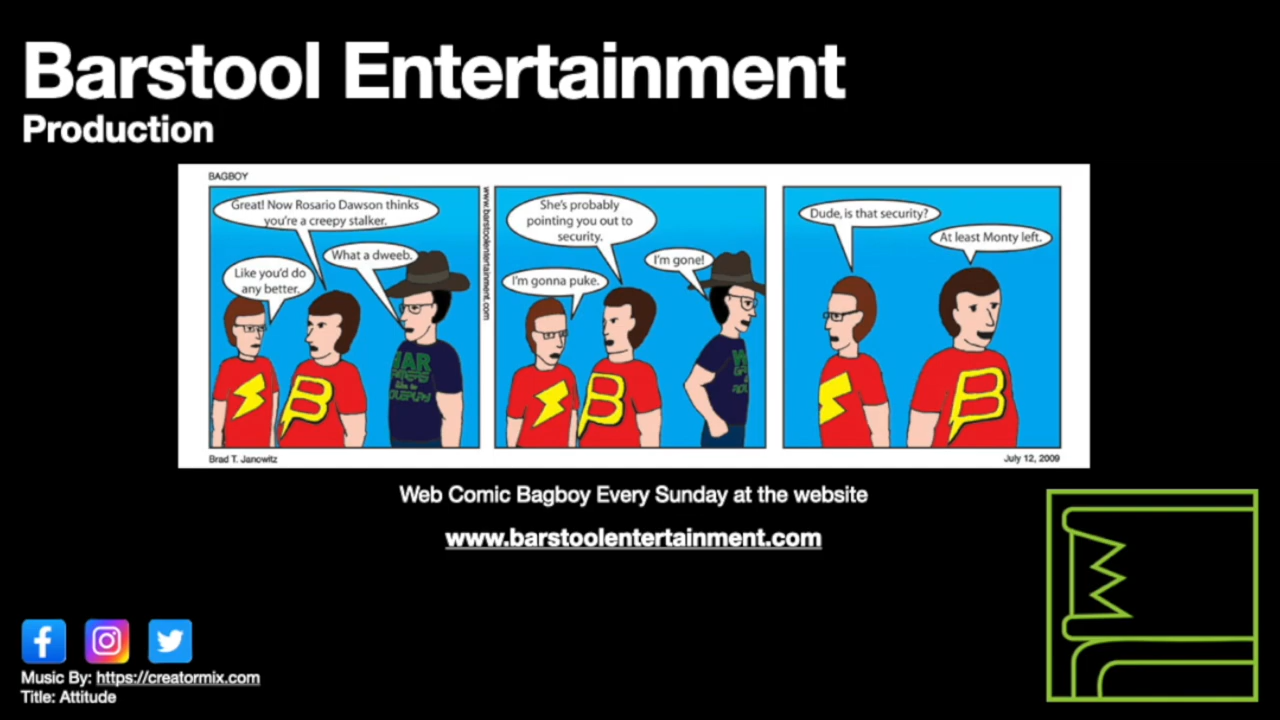 Barstool Entertainment
Production
BAGBOY
Great! Now Rosario Dawson thinks
you're a creepy stalker.
What a dweeb.
Like you'd do
any better.
www.barstoolentertainment.com
She's probably
pointing you out to
security.
I'm gonna puke.
I'm gone!
Dude, is that security?
At least Monty left.
B
B
B
Brad T. Janowitz
July 12, 2009
Web Comic Bagboy Every Sunday at the website
www.barstoolentertainment.com
Music By: https://creatormix.com
Title: Attitude